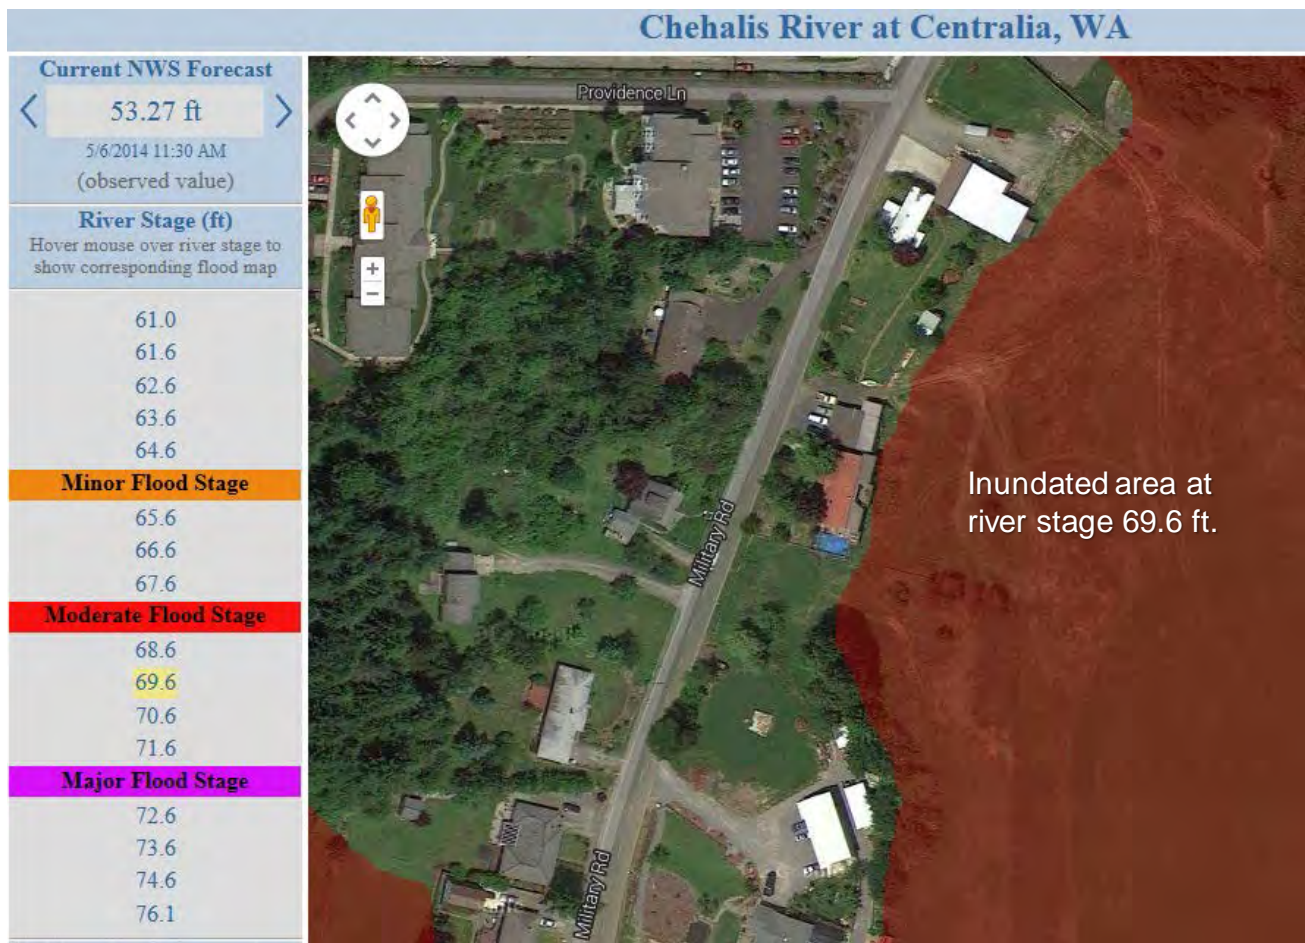 Chehalis River at Centralia, WA
Current NWS Forecast
53.27 ft
5/6/2014 11:30 AM
(observed value)
River Stage (ft)
Hover mouse over river stage to
show corresponding flood map
61.0
61.6
62.6
63.6
64.6
Minor Flood Stage
65.6
66.6
67.6
Moderate Flood Stage
68.6
69.6
70.6
71.6
Major Flood Stage
72.6
73.6
74.6
76.1
Providence Ln
Military Rd
Inundated area at
river stage 69.6 ft.
Military Rd